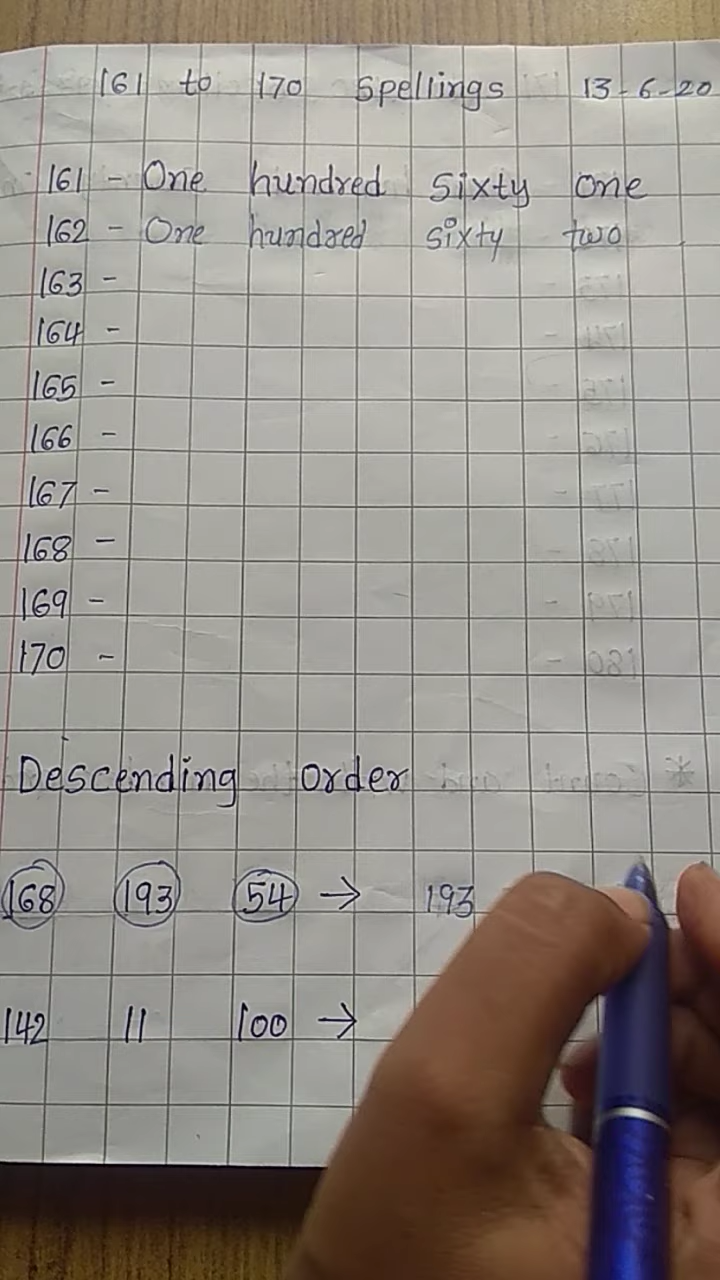 161 to 170 Spellings 13-6-20
161 - One hundred sixty one
162 - One hundred sixty two
163 -
164 -
165 -
166 -
167 -
168 -
169 -
170 -
Descending order
168 193 54 → 193
142 11 100 →